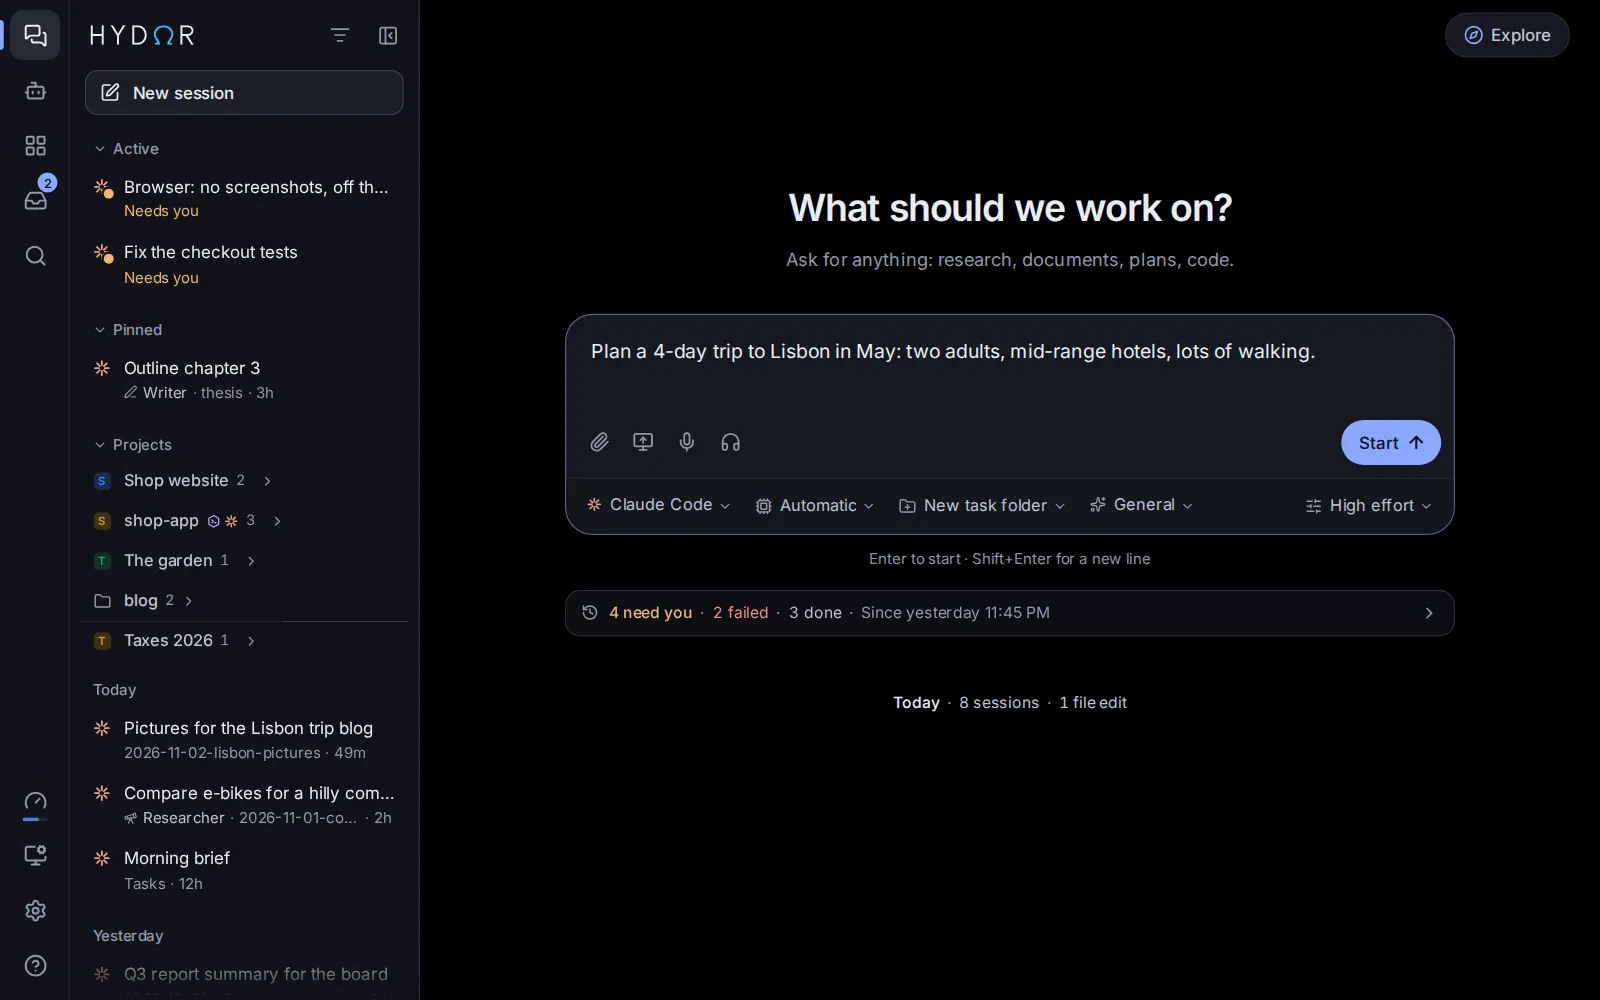 HYDΩR
New session
Active
Browser: no screenshots, off th...
Needs you
Fix the checkout tests
Needs you
Pinned
Outline chapter 3
Writer · thesis · 3h
Projects
S Shop website 2
S shop-app 3
T The garden 1
blog 2
T Taxes 2026 1
Today
Pictures for the Lisbon trip blog
2026-11-02-lisbon-pictures · 49m
Compare e-bikes for a hilly com...
Researcher · 2026-11-01-co... · 2h
Morning brief
Tasks · 12h
Yesterday
Q3 report summary for the board
2
Explore
What should we work on?
Ask for anything: research, documents, plans, code.
Plan a 4-day trip to Lisbon in May: two adults, mid-range hotels, lots of walking.
Start
Claude Code Automatic New task folder General High effort
Enter to start · Shift+Enter for a new line
4 need you · 2 failed · 3 done · Since yesterday 11:45 PM
Today · 8 sessions · 1 file edit